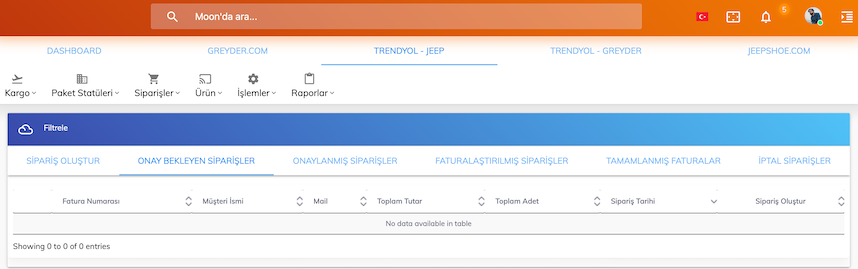 Moon'da ara...
5
DASHBOARD GREYDER.COM TRENDYOL - JEEP TRENDYOL - GREYDER JEEPSHOE.COM
Kargo Paket Statüleri Siparişler Ürün İşlemler Raporlar
Filtrele
SİPARİŞ OLUŞTUR ONAY BEKLEYEN SİPARİŞLER ONAYLANMIŞ SİPARİŞLER FATURALAŞTIRILMIŞ SİPARİŞLER TAMAMLANMIŞ FATURALAR İPTAL SİPARİŞLER
Fatura Numarası Müşteri İsmi Mail Toplam Tutar Toplam Adet Sipariş Tarihi Sipariş Oluştur
No data available in table
Showing 0 to 0 of 0 entries